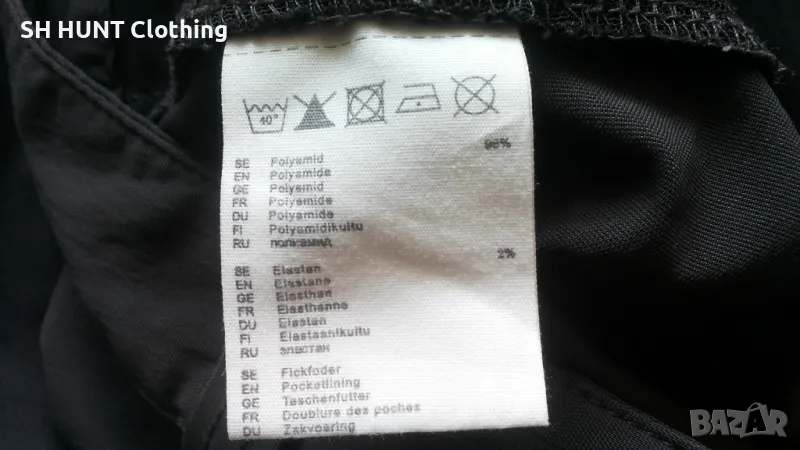 SH HUNT Clothing
40°
SE Polyamid
EN Polyamide
GE Polyamid
FR Polyamide
DU Polyamide
FI Polyamidikuitu
RU полиамид
2%
SE Elastan
EN Elastane
GE Elasthan
FR Elasthanne
DU Elastan
FI Elastaanikuitu
RU эластан
SE Fickfoder
EN Pocketlining
GE Taschenfutter
FR Doublure des poches
DU Zakvoering
BAZAR